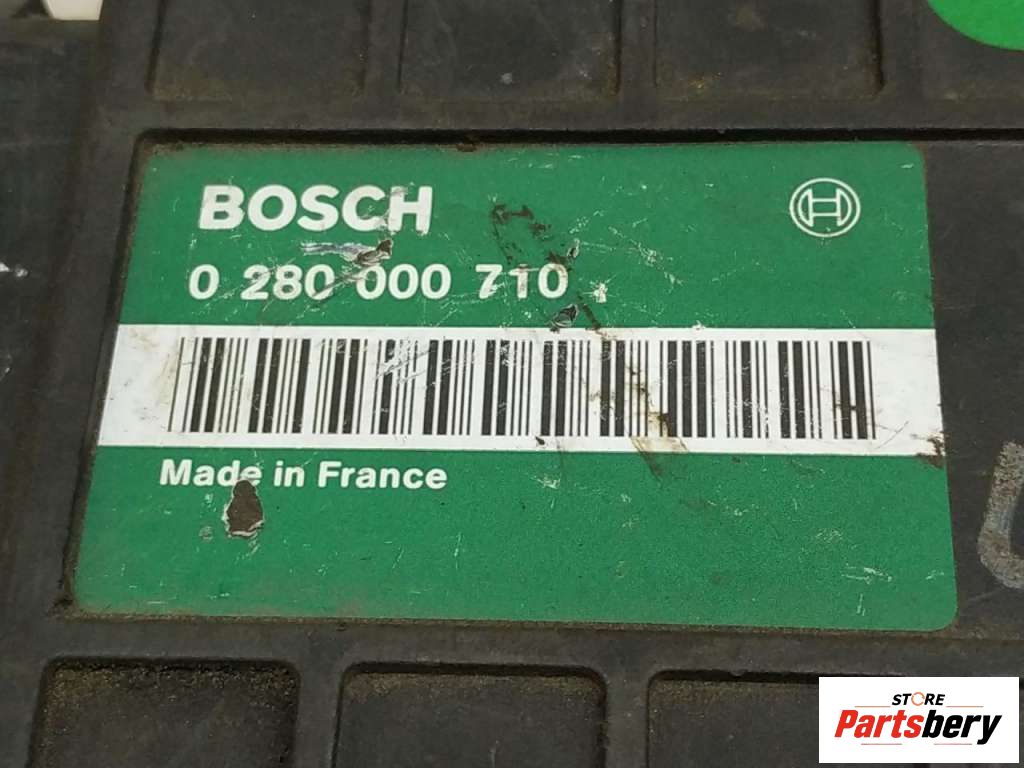 BOSCH
0 280 000 710
Made in France
STORE
Partsbery